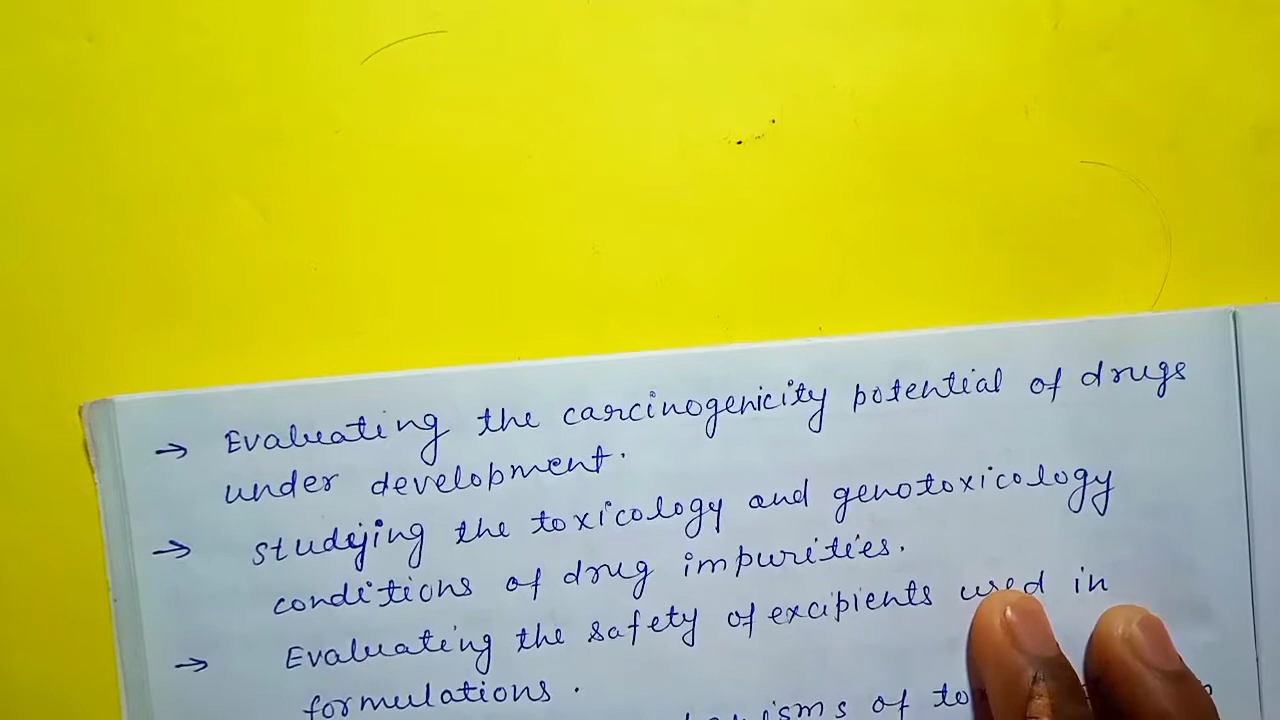 → Evaluating the carcinogenicity potential of drugs
under development.
→ studying the toxicology and genotoxicology
conditions of drug impurities.
→ Evaluating the safety of excipients used in
formulations.
of